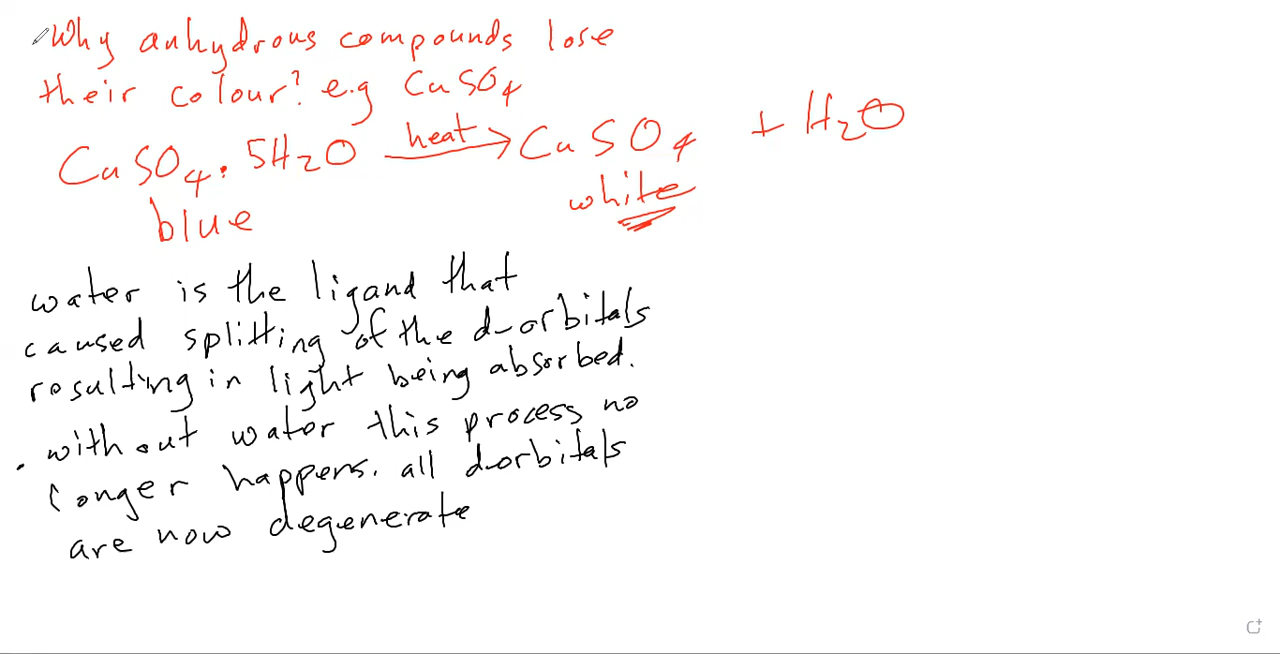 Why anhydrous compounds lose
their colour? e.g CuSO4
CuSO4. 5H2O heat CuSO4 + H2O
blue white
water is the ligand that
caused splitting of the d-orbitals
resulting in light being absorbed.
. without water this process no
longer happens. all d-orbitals
are now degenerate